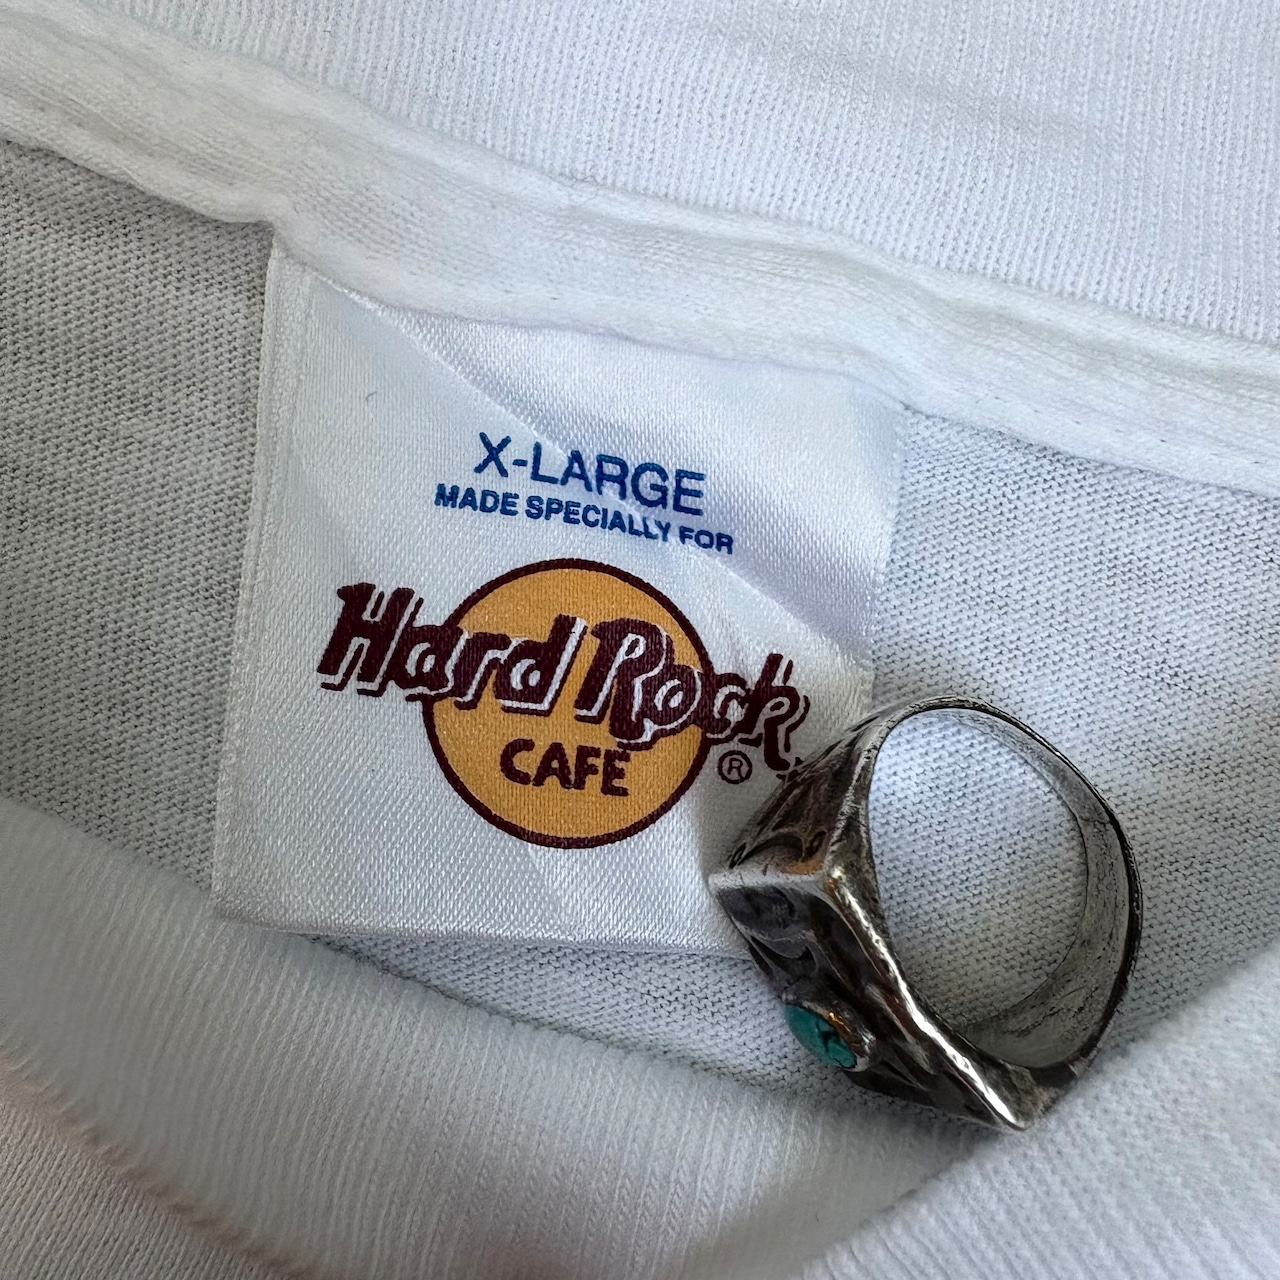 X-LARGE
MADE SPECIALLY FOR
Hard Rock
CAFE
®